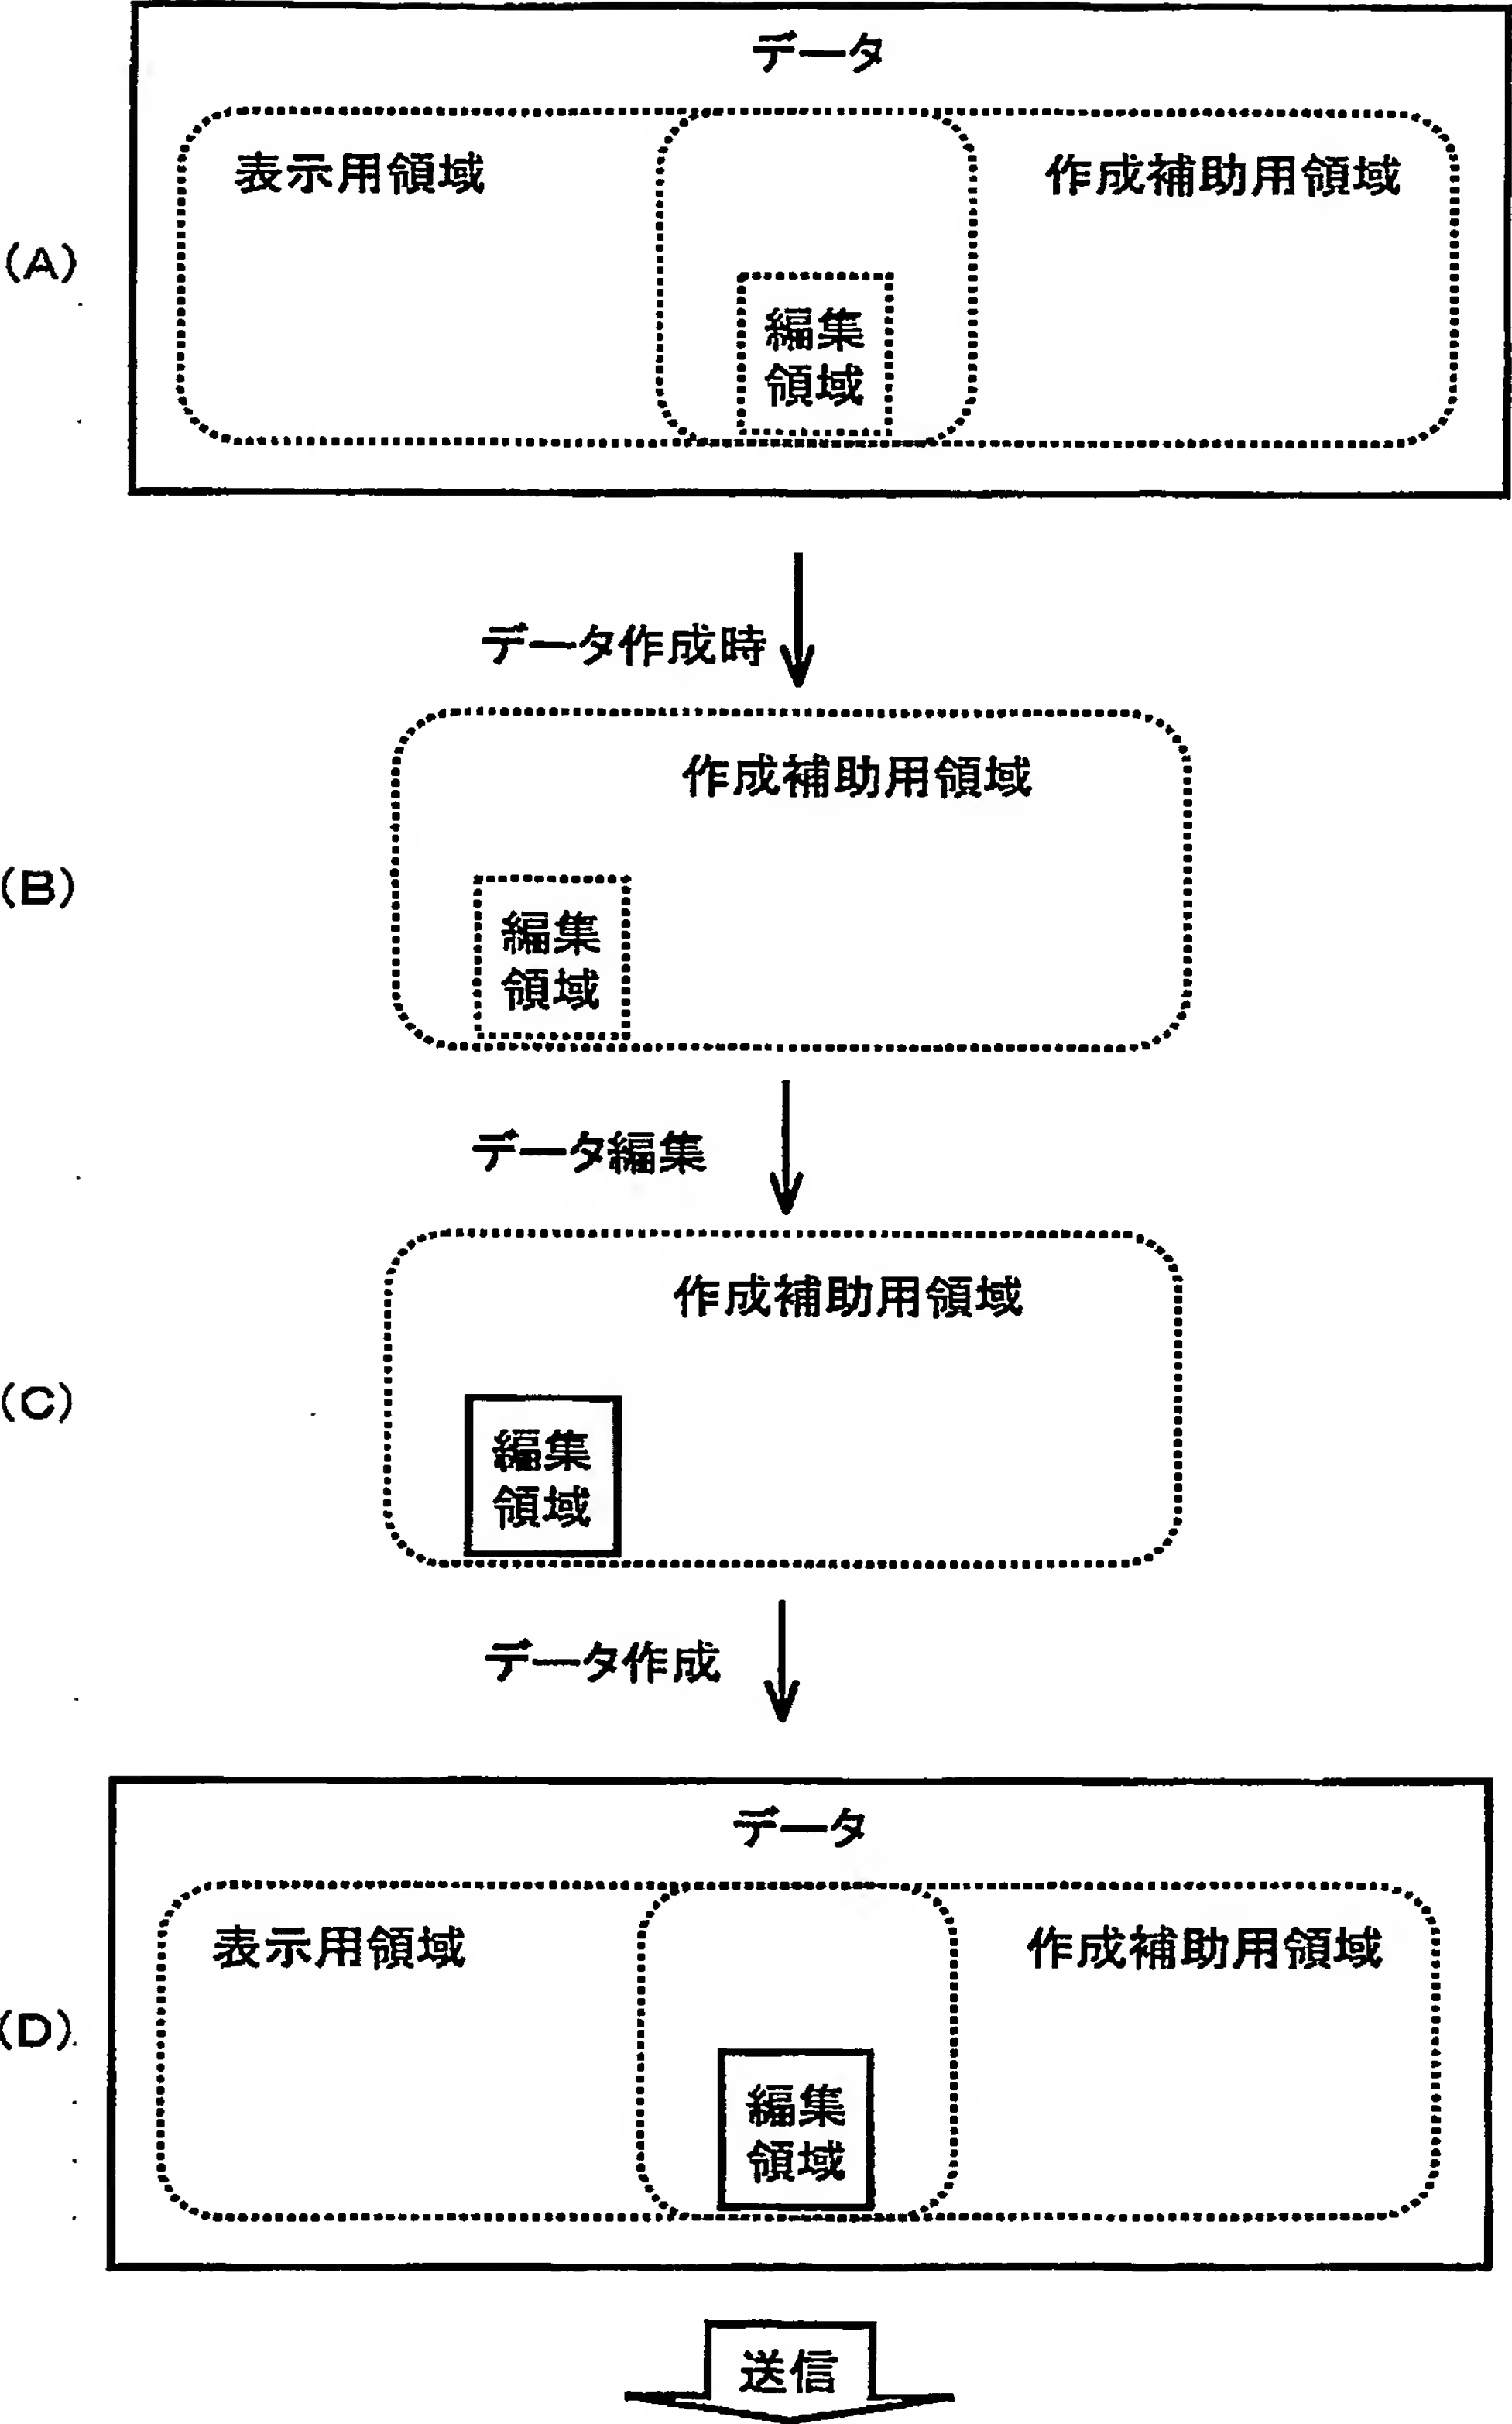 データ
表示用領域
作成補助用領域
(A)
編集
領域
データ作成時
作成補助用領域
(B)
編集
領域
データ編集
作成補助用領域
(C)
編集
領域
データ作成
データ
表示用領域
作成補助用領域
(D)
編集
領域
送信